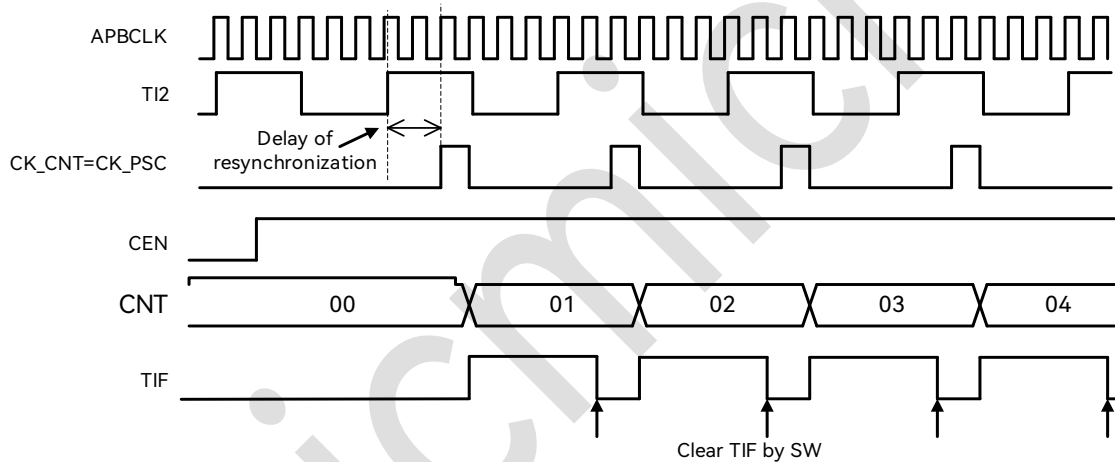 APBCLK
TI2
Delay of
resynchronization
CK_CNT=CK_PSC
CEN
CNT 00 01 02 03 04
TIF
Clear TIF by SW